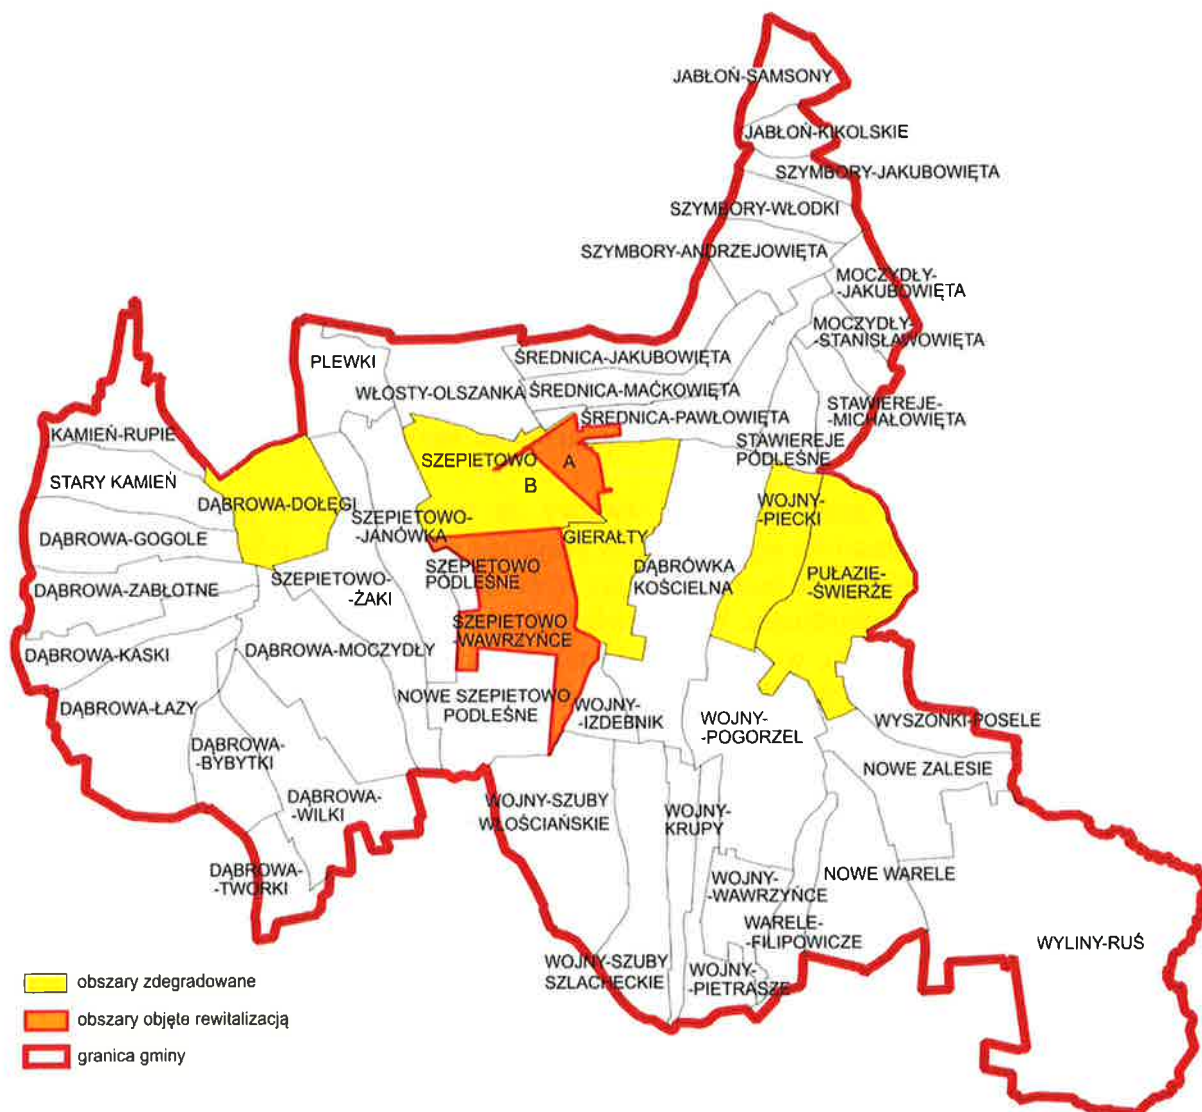 JABŁOŃ-SAMSONY
JABŁOŃ-KIKOLSKIE
SZYMBORY-JAKUBOWIĘTA
SZYMBORY-WŁODKI
SZYMBORY-ANDRZEJOWIĘTA
MOCZYDŁY-
-JAKUBOWIĘTA
MOCZYDŁY-
-STANISŁAWOWIĘTA
PLEWKI
ŚREDNICA-JAKUBOWIĘTA
WŁOSTY-OLSZANKA
ŚREDNICA-MAĆKOWIĘTA
ŚREDNICA-PAWŁOWIĘTA
STAWIEREJE-
-MICHAŁOWIĘTA
STAWIEREJE
PODLEŚNE
KAMIEŃ-RUPIE
STARY KAMIEŃ
DĄBROWA-DOŁĘGI
SZEPIETOWO
A
B
WOJNY-
-PIECKI
SZEPIETOWO-
-JANÓWKA
GIERAŁTY
DĄBROWA-GOGOLE
DĄBRÓWKA
KOŚCIELNA
SZEPIETOWO
PODLEŚNE
PUŁAZIE-
-ŚWIERŻE
DĄBROWA-ZABŁOTNE
SZEPIETOWO-
-ŻAKI
SZEPIETOWO
-WAWRZYŃCE
DĄBROWA-KASKI
DĄBROWA-MOCZYDŁY
DĄBROWA-ŁAZY
NOWE SZEPIETOWO
PODLEŚNE
WOJNY-
-IZDEBNIK
WOJNY-
-POGORZEL
WYSZONKI-POSELE
DĄBROWA-
-BYBYTKI
NOWE ZALESIE
DĄBROWA-
-WILKI
WOJNY-SZUBY
WŁOŚCIAŃSKIE
WOJNY-
KRUPY
DĄBROWA-
-TWORKI
WOJNY-
-WAWRZYŃCE
NOWE WARELE
WARELE-
-FILIPOWICZE
WYLINY-RUŚ
WOJNY-SZUBY
SZLACHECKIE
WOJNY-
-PIETRASZE
obszary zdegradowane
obszary objęte rewitalizacją
granica gminy